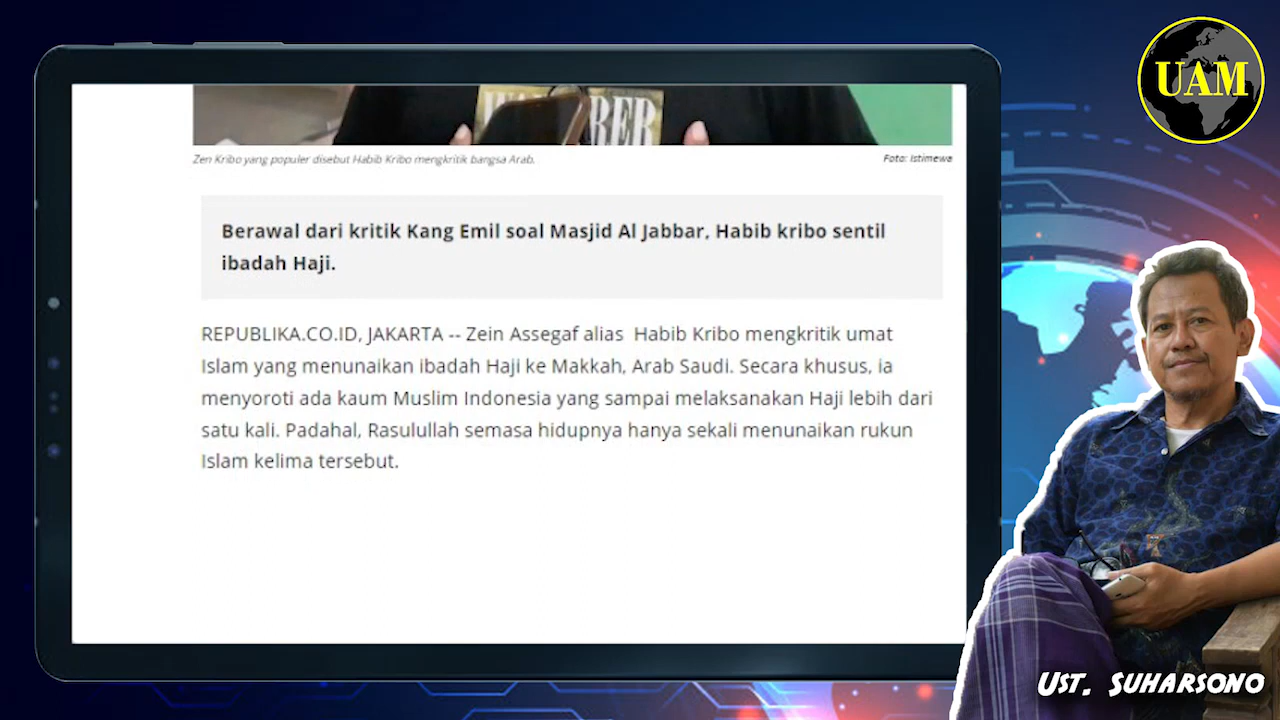 UAM
Zen Kribo yang populer disebut Habib Kribo mengkritik bangsa Arab.
Foto: Istimewa
Berawal dari kritik Kang Emil soal Masjid Al Jabbar, Habib kribo sentil
ibadah Haji.
REPUBLIKA.CO.ID, JAKARTA -- Zein Assegaf alias Habib Kribo mengkritik umat
Islam yang menunaikan ibadah Haji ke Makkah, Arab Saudi. Secara khusus, ia
menyoroti ada kaum Muslim Indonesia yang sampai melaksanakan Haji lebih dari
satu kali. Padahal, Rasulullah semasa hidupnya hanya sekali menunaikan rukun
Islam kelima tersebut.
UST. SUHARSONO